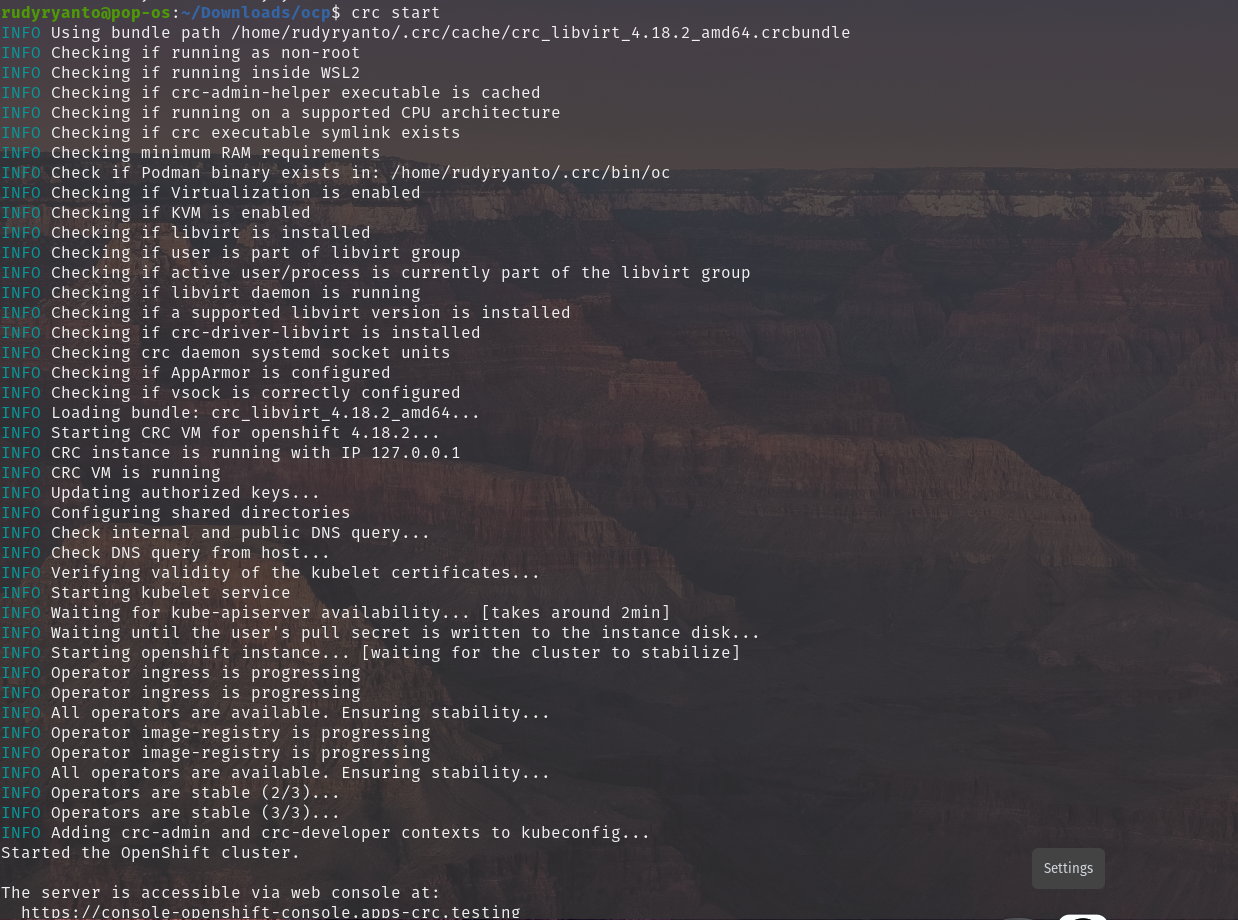 rudyryanto@pop-os:~/Downloads/ocp$ crc start
INFO Using bundle path /home/rudyryanto/.crc/cache/crc_libvirt_4.18.2_amd64.crcbundle
INFO Checking if running as non-root
INFO Checking if running inside WSL2
INFO Checking if crc-admin-helper executable is cached
INFO Checking if running on a supported CPU architecture
INFO Checking if crc executable symlink exists
INFO Checking minimum RAM requirements
INFO Check if Podman binary exists in: /home/rudyryanto/.crc/bin/oc
INFO Checking if Virtualization is enabled
INFO Checking if KVM is enabled
INFO Checking if libvirt is installed
INFO Checking if user is part of libvirt group
INFO Checking if active user/process is currently part of the libvirt group
INFO Checking if libvirt daemon is running
INFO Checking if a supported libvirt version is installed
INFO Checking if crc-driver-libvirt is installed
INFO Checking crc daemon systemd socket units
INFO Checking if AppArmor is configured
INFO Checking if vsock is correctly configured
INFO Loading bundle: crc_libvirt_4.18.2_amd64...
INFO Starting CRC VM for openshift 4.18.2...
INFO CRC instance is running with IP 127.0.0.1
INFO CRC VM is running
INFO Updating authorized keys...
INFO Configuring shared directories
INFO Check internal and public DNS query...
INFO Check DNS query from host...
INFO Verifying validity of the kubelet certificates...
INFO Starting kubelet service
INFO Waiting for kube-apiserver availability... [takes around 2min]
INFO Waiting until the user's pull secret is written to the instance disk...
INFO Starting openshift instance... [waiting for the cluster to stabilize]
INFO Operator ingress is progressing
INFO Operator ingress is progressing
INFO All operators are available. Ensuring stability...
INFO Operator image-registry is progressing
INFO Operator image-registry is progressing
INFO All operators are available. Ensuring stability...
INFO Operators are stable (2/3)...
INFO Operators are stable (3/3)...
INFO Adding crc-admin and crc-developer contexts to kubeconfig...
Started the OpenShift cluster.
Settings
The server is accessible via web console at:
https://console-openshift-console.apps-crc.testing